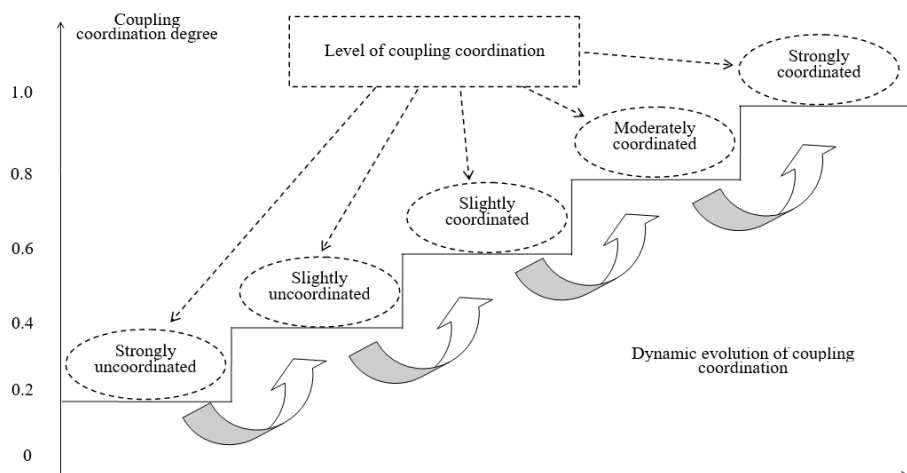 Coupling
coordination degree
Level of coupling coordination
Strongly
coordinated
1.0
Moderately
coordinated
0.8
Slightly
coordinated
0.6
Slightly
uncoordinated
0.4
Strongly
uncoordinated
Dynamic evolution of coupling
coordination
0.2
0